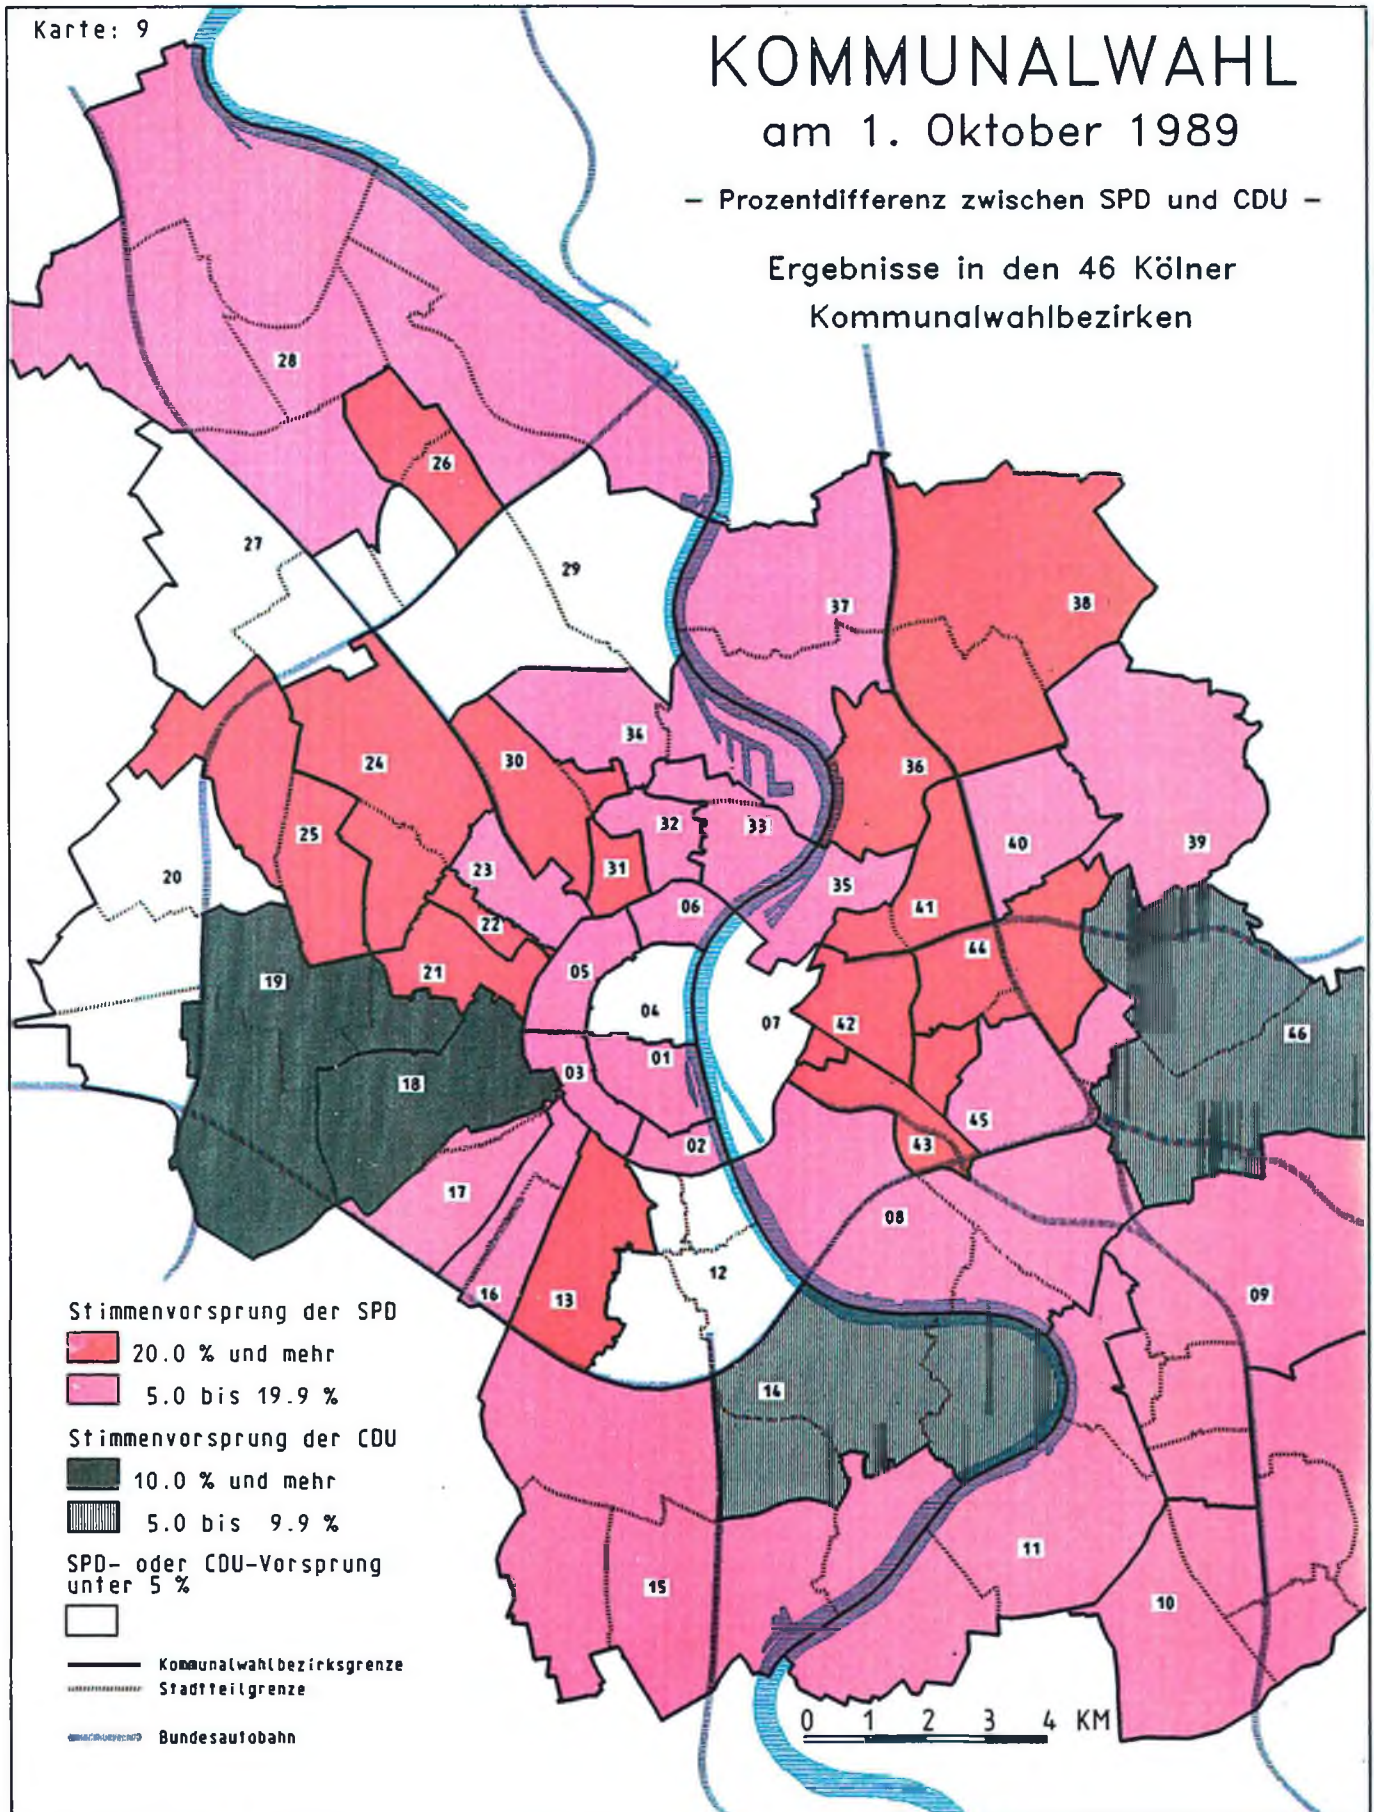 Karte: 9
KOMMUNALWAHL
am 1. Oktober 1989
– Prozentdifferenz zwischen SPD und CDU –
Ergebnisse in den 46 Kölner
Kommunalwahlbezirken
28
26
27
29
37
38
34
30
24
36
25
32
33
23
31
40
39
20
35
06
41
22
44
21
05
19
04
07
42
46
01
03
18
45
02
43
17
08
12
16
13
09
14
11
15
10
Stimmenvorsprung der SPD
20.0 % und mehr
5.0 bis 19.9 %
Stimmenvorsprung der CDU
10.0 % und mehr
5.0 bis 9.9 %
SPD- oder CDU-Vorsprung
unter 5 %
Kommunalwahlbezirksgrenze
Stadtteilgrenze
Bundesautobahn
0 1 2 3 4 KM